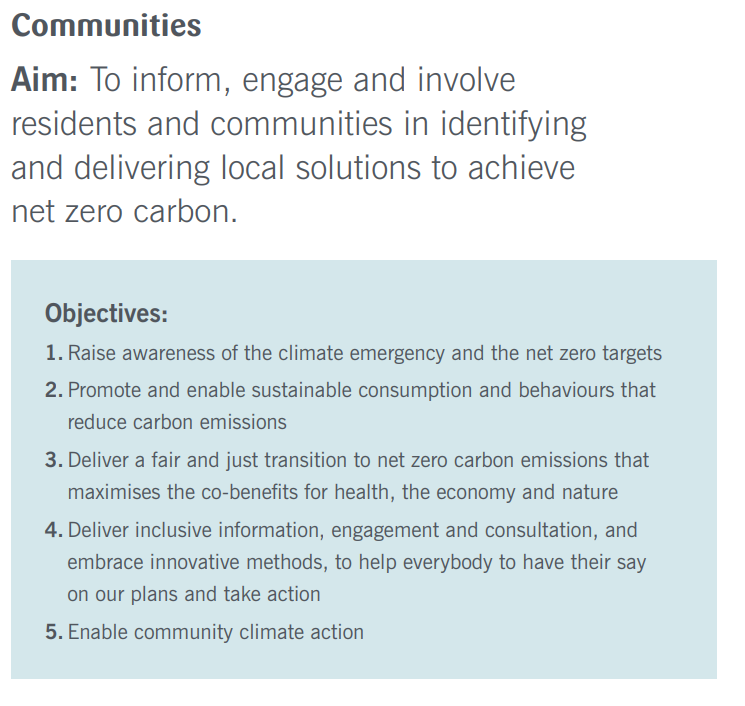 Communities
Aim: To inform, engage and involve
residents and communities in identifying
and delivering local solutions to achieve
net zero carbon.
Objectives:
1. Raise awareness of the climate emergency and the net zero targets
2. Promote and enable sustainable consumption and behaviours that
reduce carbon emissions
3. Deliver a fair and just transition to net zero carbon emissions that
maximises the co-benefits for health, the economy and nature
4. Deliver inclusive information, engagement and consultation, and
embrace innovative methods, to help everybody to have their say
on our plans and take action
5. Enable community climate action